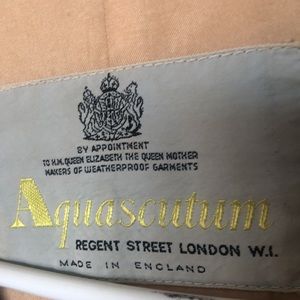 BY APPOINTMENT
TO H.M. QUEEN ELIZABETH THE QUEEN MOTHER
MAKERS OF WEATHERPROOF GARMENTS
Aquascutum
REGENT STREET LONDON W.I.
MADE IN ENGLAND